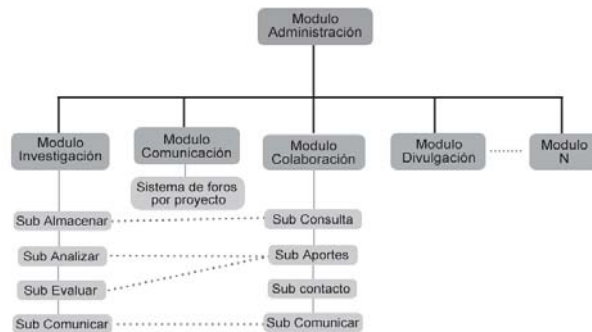 Modulo
Administración
Modulo
Investigación
Modulo
Comunicación
Modulo
Colaboración
Modulo
Divulgación
Modulo
N
Sistema de foros
por proyecto
Sub Almacenar
Sub Consulta
Sub Analizar
Sub Aportes
Sub Evaluar
Sub contacto
Sub Comunicar
Sub Comunicar